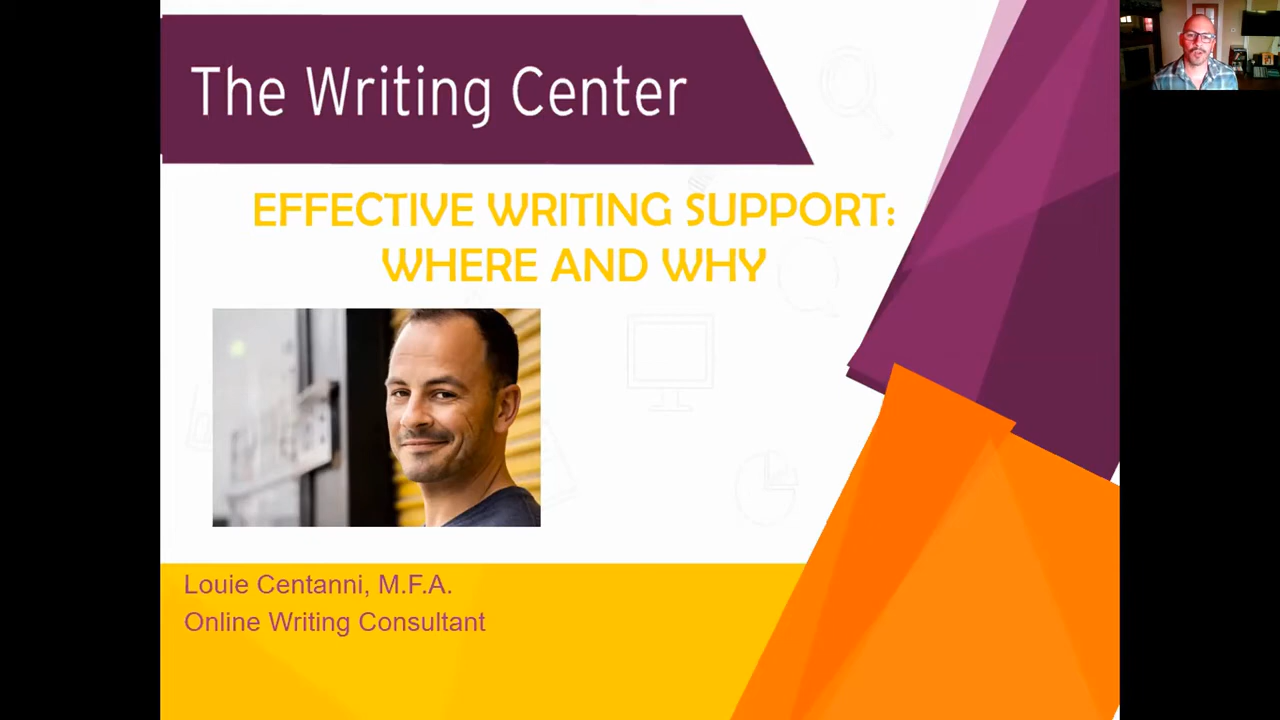 The Writing Center
EFFECTIVE WRITING SUPPORT:
WHERE AND WHY
Louie Centanni, M.F.A.
Online Writing Consultant